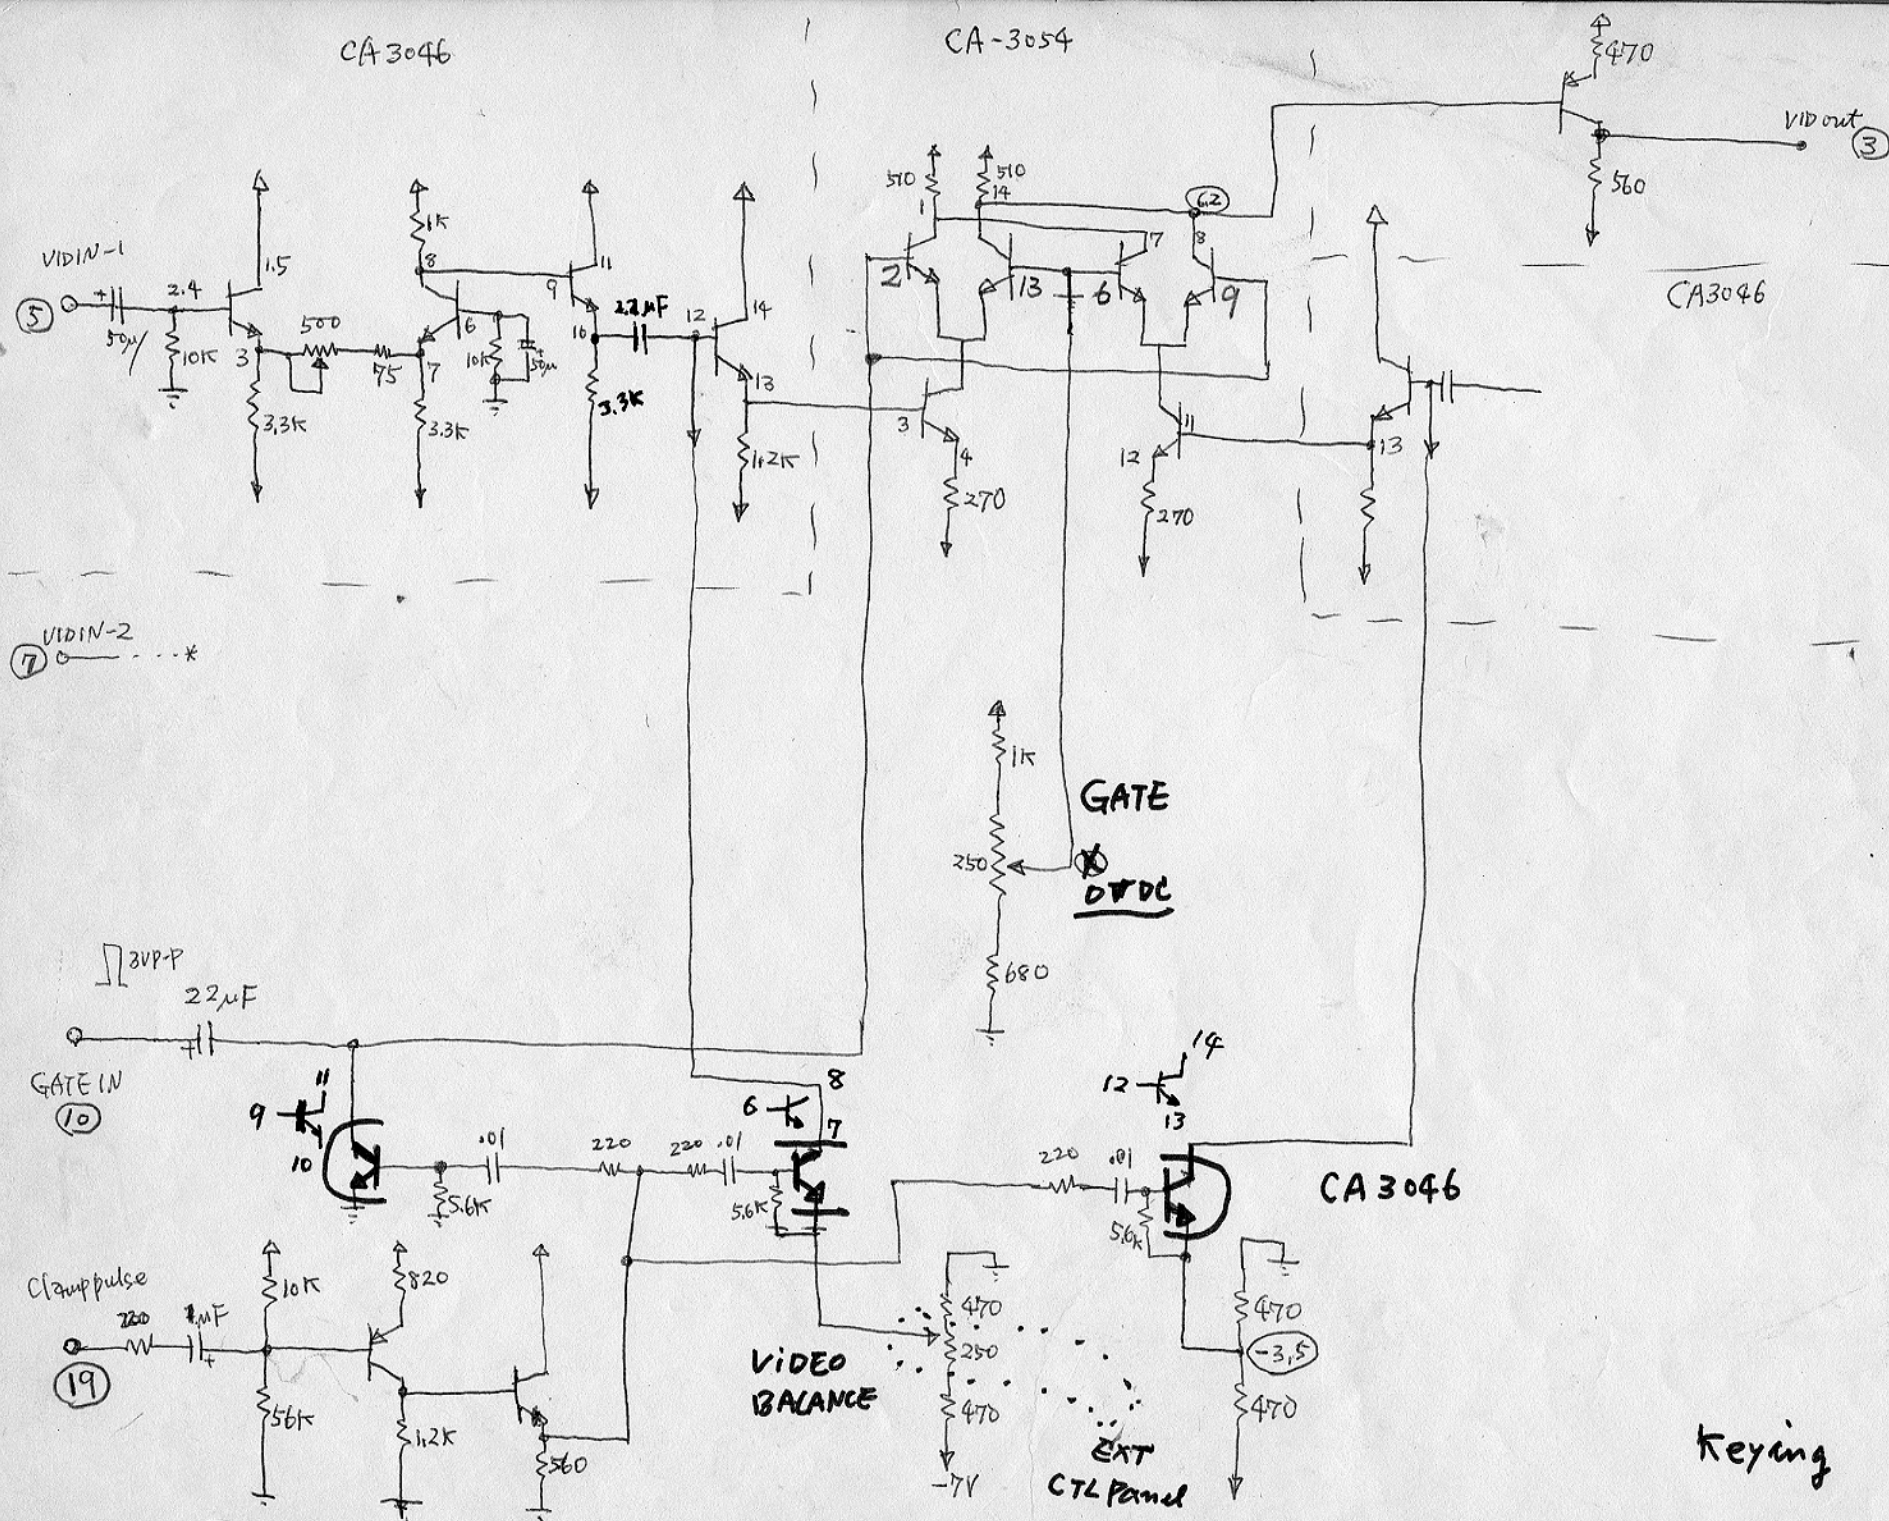 CA3046
CA-3054
470
VID out
3
560
510
510
14
1
6.2
7
8
1K
VIDIN-1
5
50μ
2.4
1.5
10K
3
500
75
3.3K
8
6
7
10K
50μ
3.3K
9
11
10
2.2μF
3.3K
12
14
13
1.2K
2
13
6
9
3
4
270
11
12
270
13
CA3046
VIDIN-2
7
*
1K
250
GATE
0VDC
680
3VP-P
22μF
GATE IN
10
9
11
10
5.6K
.01
220
220
.01
6
8
7
5.6K
12
14
13
220
.01
5.6K
CA3046
Clamp pulse
220
1μF
19
10K
56K
820
1.2K
560
VIDEO
BALANCE
470
250
470
-7V
EXT
CTL Panel
470
-3.5
470
Keying